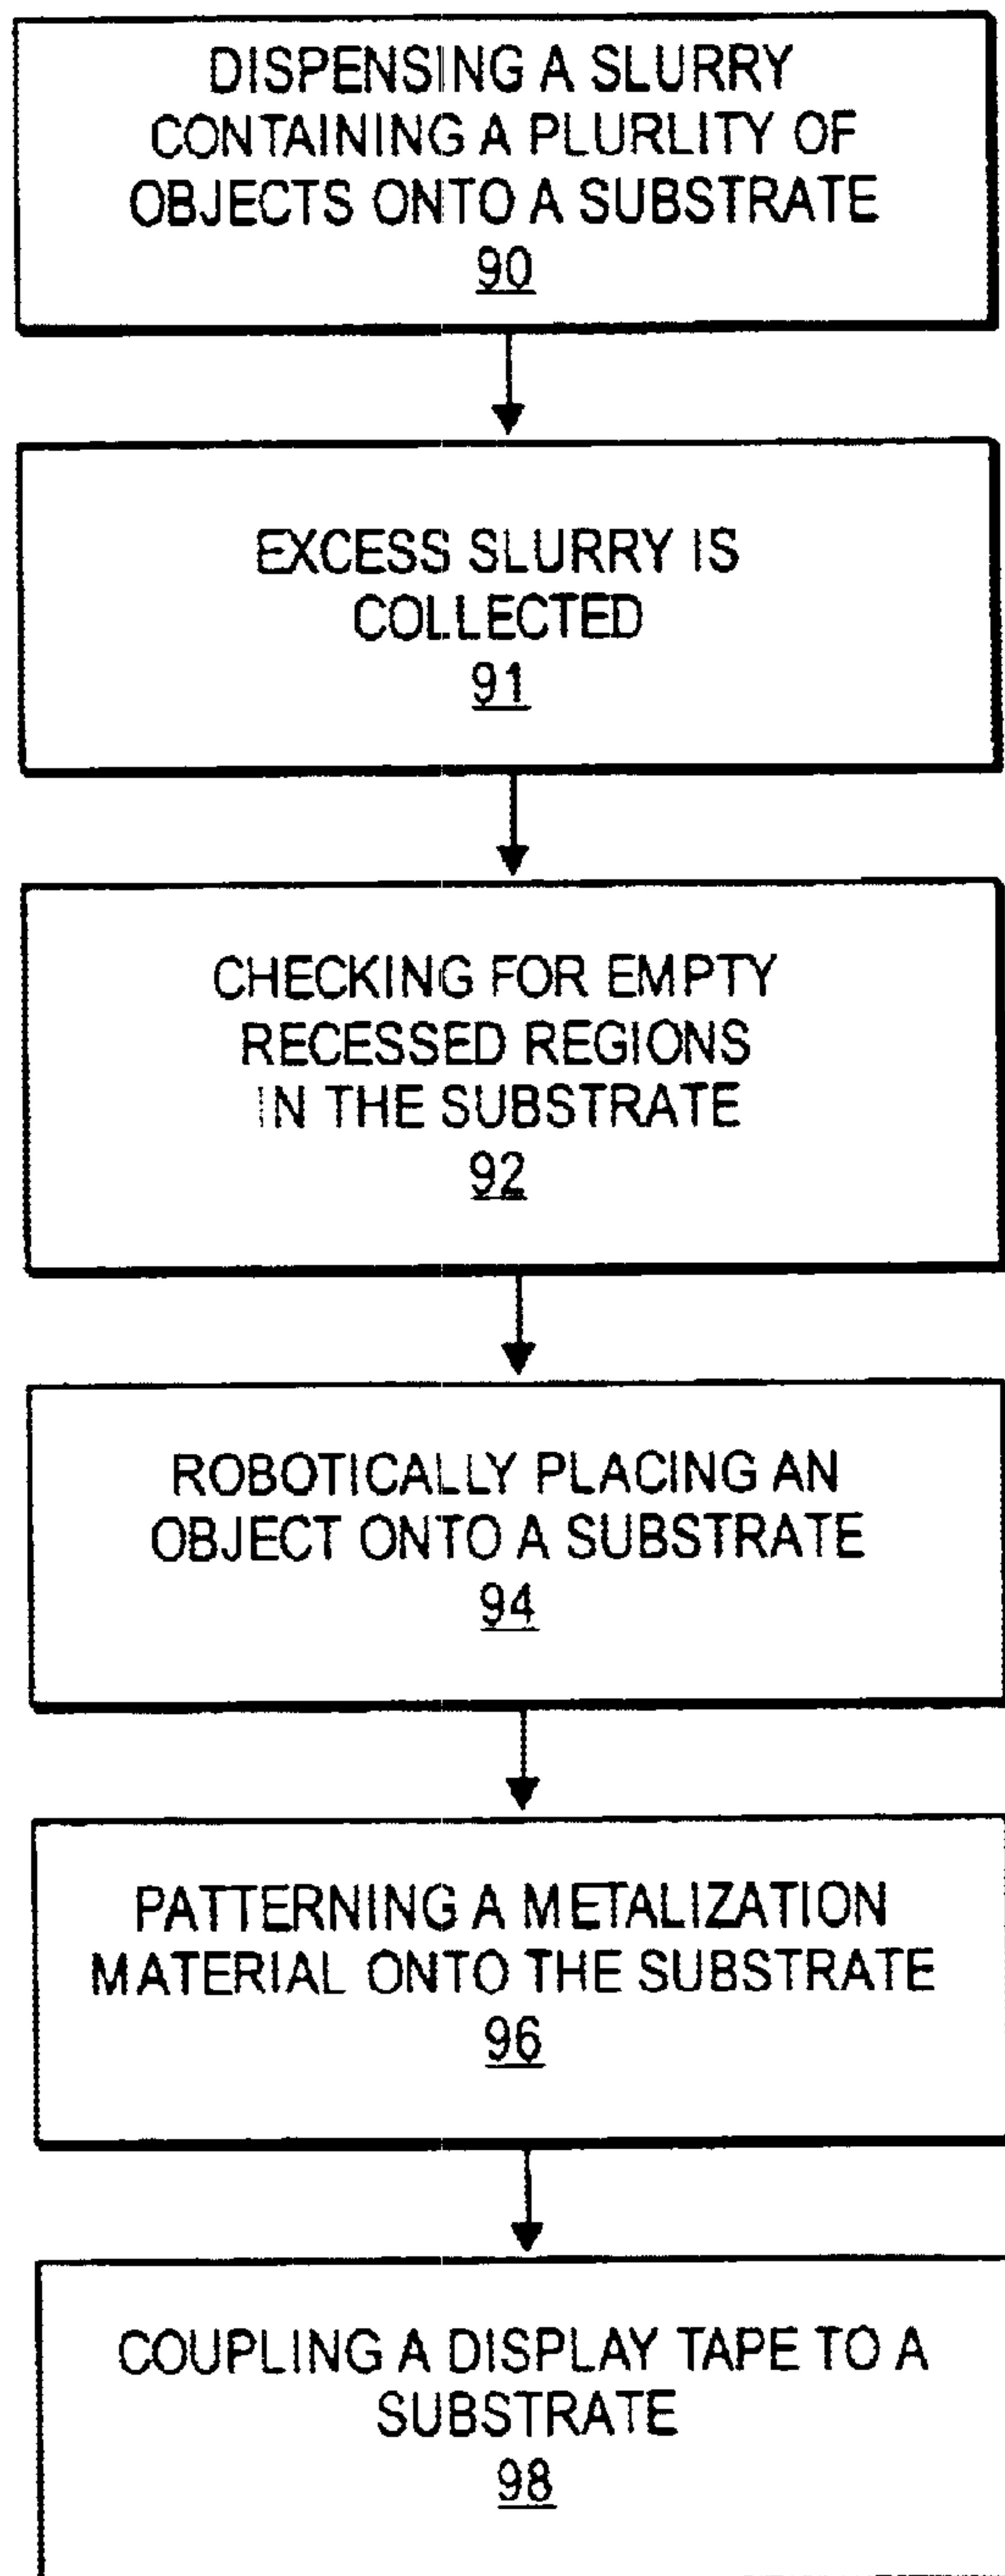 DISPENSING A SLURRY
CONTAINING A PLURLITY OF
OBJECTS ONTO A SUBSTRATE
90
EXCESS SLURRY IS
COLLECTED
91
CHECKING FOR EMPTY
RECESSED REGIONS
IN THE SUBSTRATE
92
ROBOTICALLY PLACING AN
OBJECT ONTO A SUBSTRATE
94
PATTERNING A METALIZATION
MATERIAL ONTO THE SUBSTRATE
96
COUPLING A DISPLAY TAPE TO A
SUBSTRATE
98